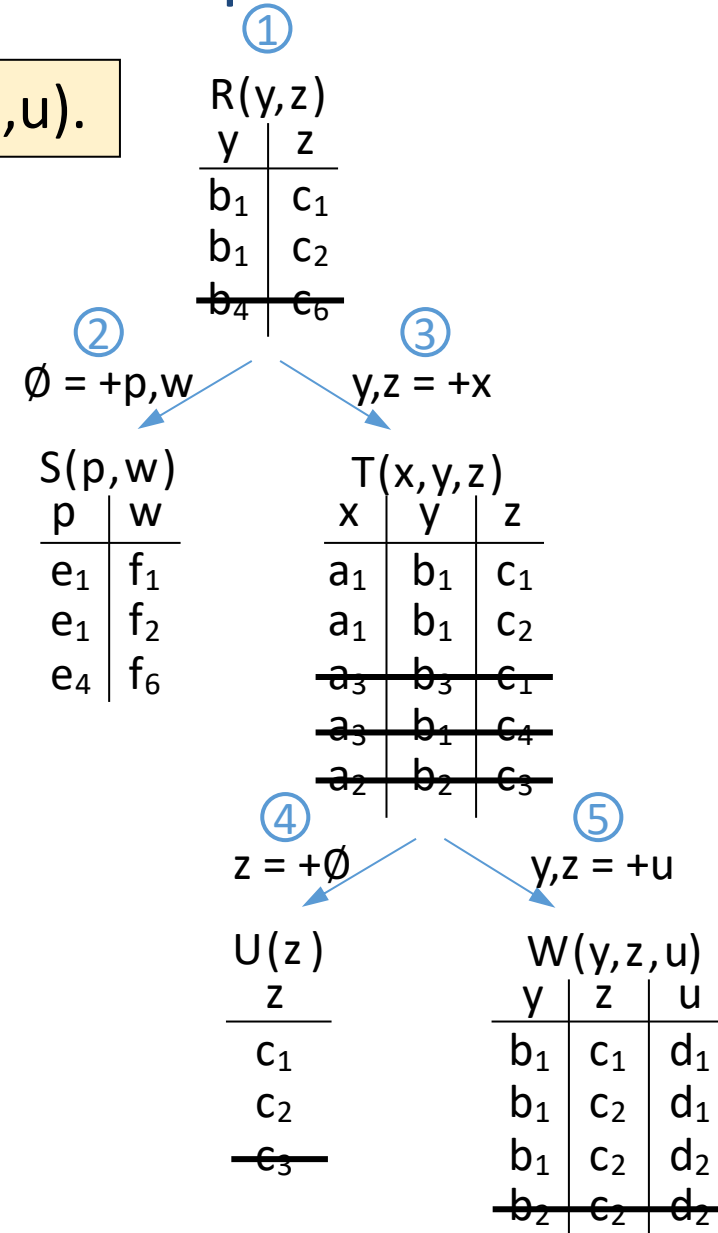 ①
,u).
R(y,z)
y z
b₁ c₁
b₁ c₂
b₄ c₆
② ③
∅ = +p,w y,z = +x
S(p,w) T(x,y,z)
p w x y z
e₁ f₁ a₁ b₁ c₁
e₁ f₂ a₁ b₁ c₂
e₄ f₆ a₃ b₃ c₁
a₃ b₁ c₄
a₂ b₂ c₃
④ ⑤
z = +∅ y,z = +u
U(z) W(y,z,u)
z y z u
c₁ b₁ c₁ d₁
c₂ b₁ c₂ d₁
c₃ b₁ c₂ d₂
b₂ c₂ d₂